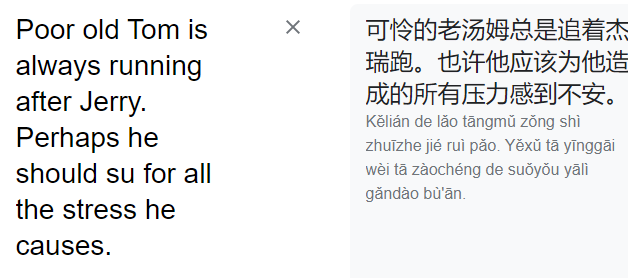 Poor old Tom is
always running
after Jerry.
Perhaps he
should su for all
the stress he
causes.
可怜的老汤姆总是追着杰
瑞跑。也许他应该为他造
成的所有压力感到不安。
Kělián de lǎo tāngmǔ zǒng shì
zhuīzhe jié ruì pǎo. Yěxǔ tā yīnggāi
wèi tā zàochéng de suǒyǒu yālì
gǎndào bù'ān.